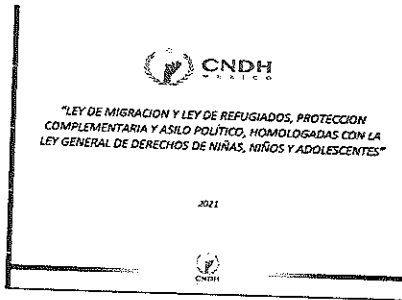 CNDH
MEXICO
"LEY DE MIGRACION Y LEY DE REFUGIADOS, PROTECCION
COMPLEMENTARIA Y ASILO POLÍTICO, HOMOLOGADAS CON LA
LEY GENERAL DE DERECHOS DE NIÑAS, NIÑOS Y ADOLESCENTES"
2021
CNDH